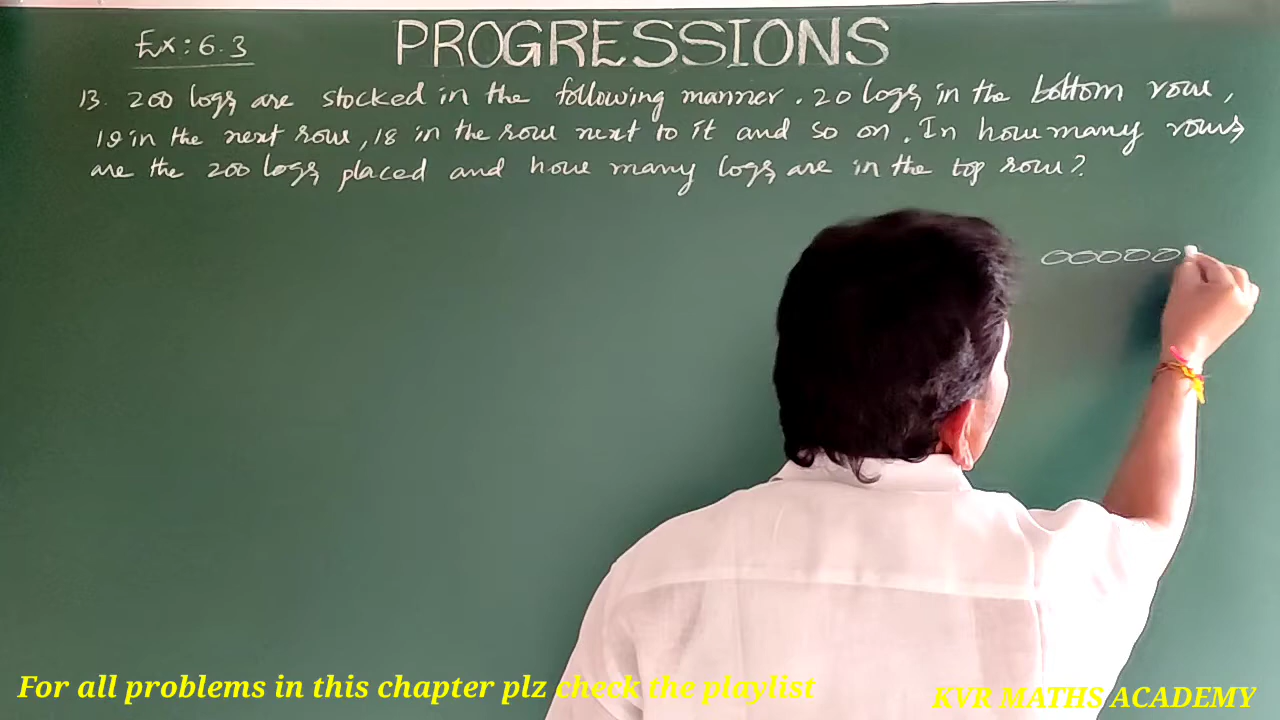 Ex: 6.3
PROGRESSIONS
13. 200 logs are stocked in the following manner. 20 logs in the bottom row,
19 in the next row, 18 in the row next to it and so on. In how many rows
are the 200 logs placed and how many logs are in the top row?
For all problems in this chapter plz check the playlist
KVR MATHS ACADEMY